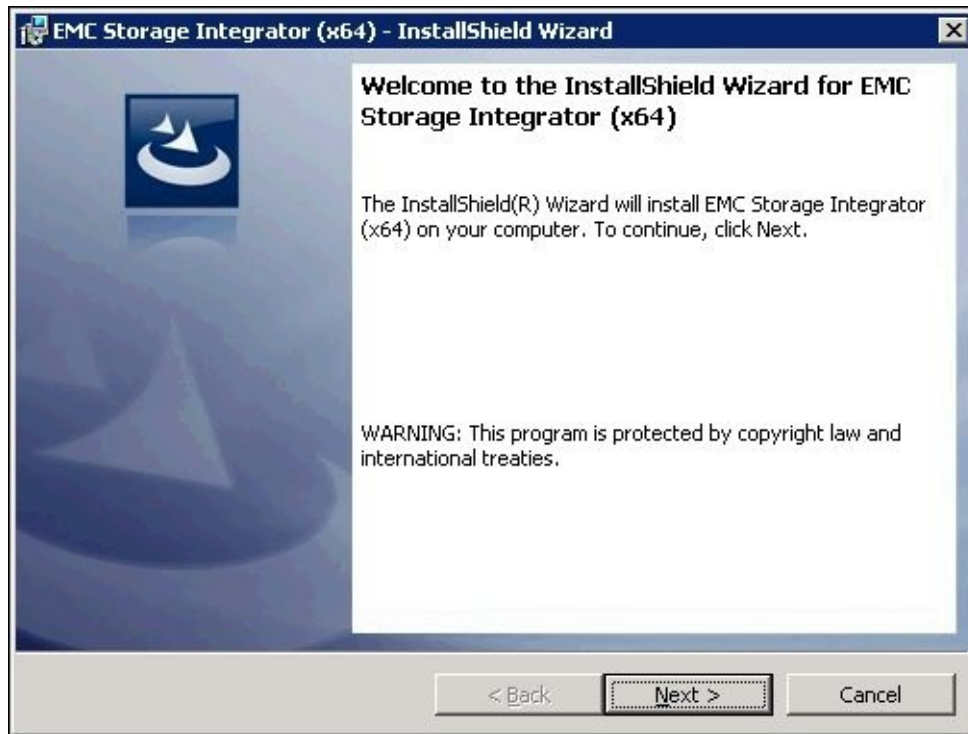 EMC Storage Integrator (x64) - InstallShield Wizard
Welcome to the InstallShield Wizard for EMC
Storage Integrator (x64)
The InstallShield(R) Wizard will install EMC Storage Integrator
(x64) on your computer. To continue, click Next.
WARNING: This program is protected by copyright law and
international treaties.
< Back
Next >
Cancel